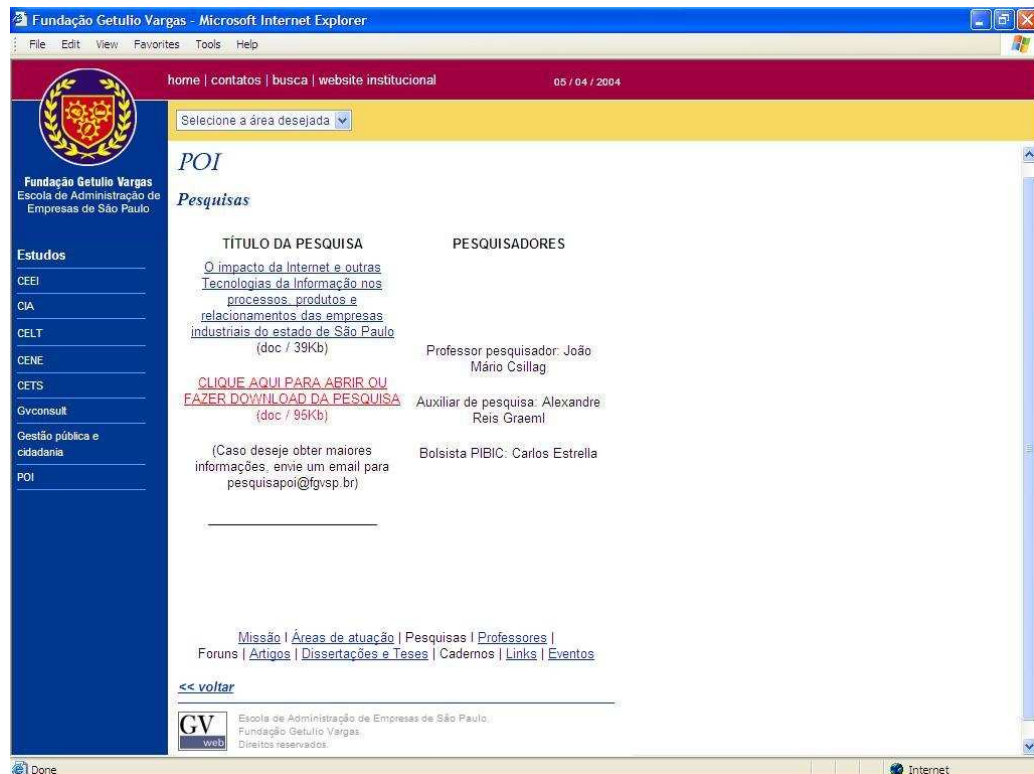 Fundação Getulio Vargas - Microsoft Internet Explorer
File Edit View Favorites Tools Help
home | contatos | busca | website institucional
05 / 04 / 2004
Selecione a área desejada
Fundação Getulio Vargas
Escola de Administração de
Empresas de São Paulo
Estudos
CEEI
CIA
CELT
CENE
CETS
Gvconsult
Gestão pública e
cidadania
POI
POI
Pesquisas
TÍTULO DA PESQUISA
O impacto da Internet e outras
Tecnologias da Informação nos
processos, produtos e
relacionamentos das empresas
industriais do estado de São Paulo
(doc / 39Kb)
CLIQUE AQUI PARA ABRIR OU
FAZER DOWNLOAD DA PESQUISA
(doc / 95Kb)
(Caso deseje obter maiores
informações, envie um email para
pesquisapoi@fgvsp.br)
PESQUISADORES
Professor pesquisador: João
Mário Csillag
Auxiliar de pesquisa: Alexandre
Reis Graeml
Bolsista PIBIC: Carlos Estrella
Missão I Áreas de atuação | Pesquisas I Professores |
Foruns | Artigos | Dissertações e Teses | Cadernos | Links | Eventos
<< voltar
GV
web
Escola de Administração de Empresas de São Paulo.
Fundação Getulio Vargas.
Direitos reservados.
Done
Internet